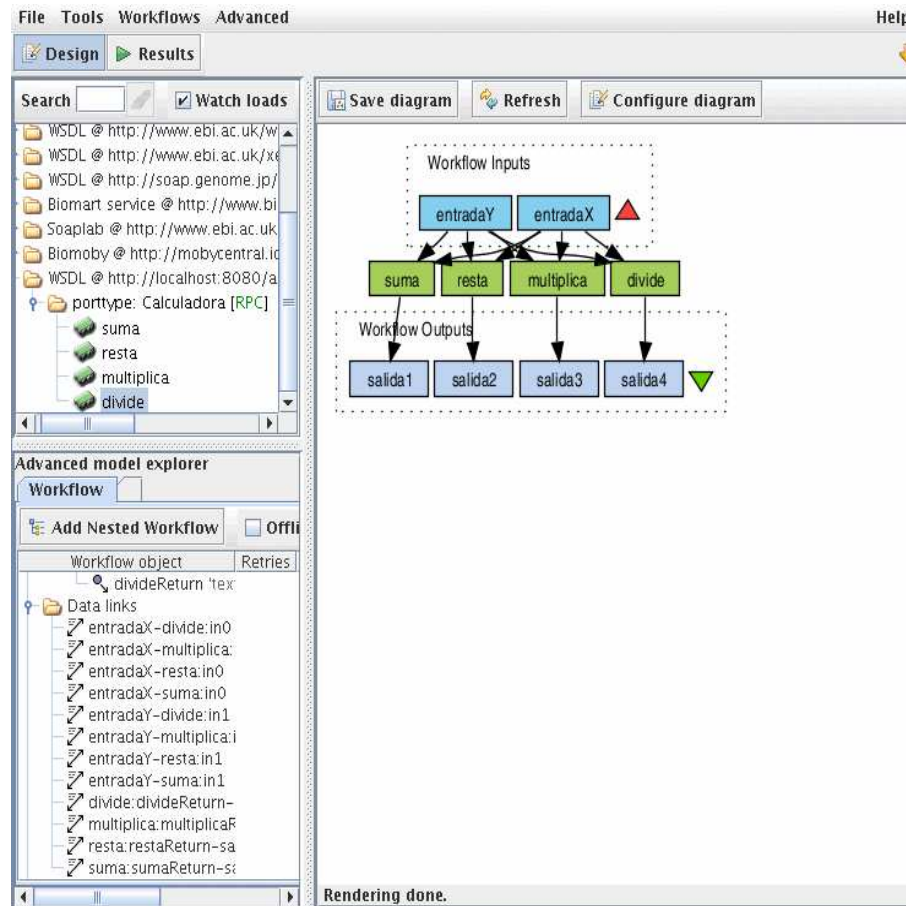 File Tools Workflows Advanced Help
Design Results
Search Watch loads
WSDL @ http://www.ebi.ac.uk/w
WSDL @ http://www.ebi.ac.uk/xe
WSDL @ http://soap.genome.jp/
Biomart service @ http://www.bi
Soaplab @ http://www.ebi.ac.uk
Biomoby @ http://mobycentral.ic
WSDL @ http://localhost:8080/a
porttype: Calculadora [RPC]
suma
resta
multiplica
divide
Advanced model explorer
Workflow
Add Nested Workflow Offli
Workflow object Retries
divideReturn 'tex
Data links
entradaX-divide:in0
entradaX-multiplica:
entradaX-resta:in0
entradaX-suma:in0
entradaY-divide:in1
entradaY-multiplica:i
entradaY-resta:in1
entradaY-suma:in1
divide:divideReturn-
multiplica:multiplicaR
resta:restaReturn-sa
suma:sumaReturn-sa
Save diagram Refresh Configure diagram
Workflow Inputs
entradaY entradaX
suma resta multiplica divide
Workflow Outputs
salida1 salida2 salida3 salida4
Rendering done.